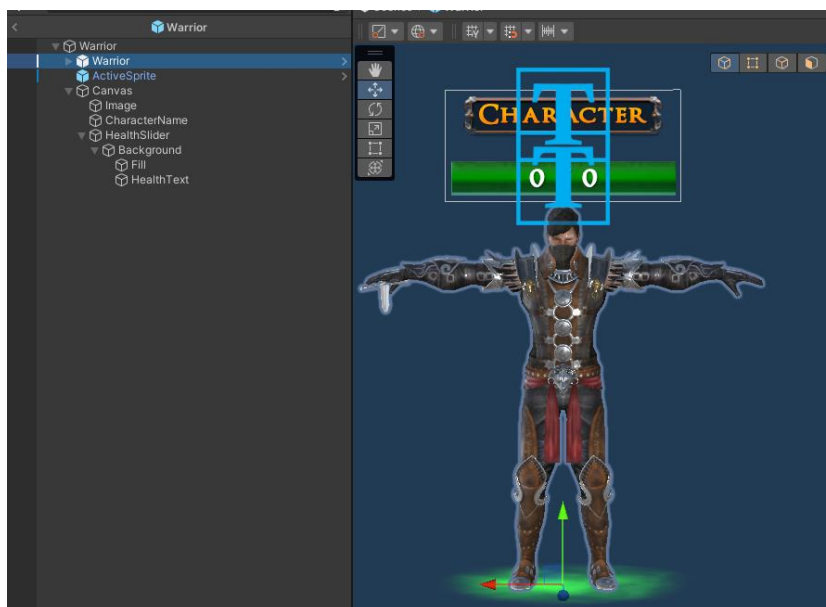 Warrior
Warrior
Warrior
ActiveSprite
Canvas
Image
CharacterName
HealthSlider
Background
Fill
HealthText
CHARACTER
0 0